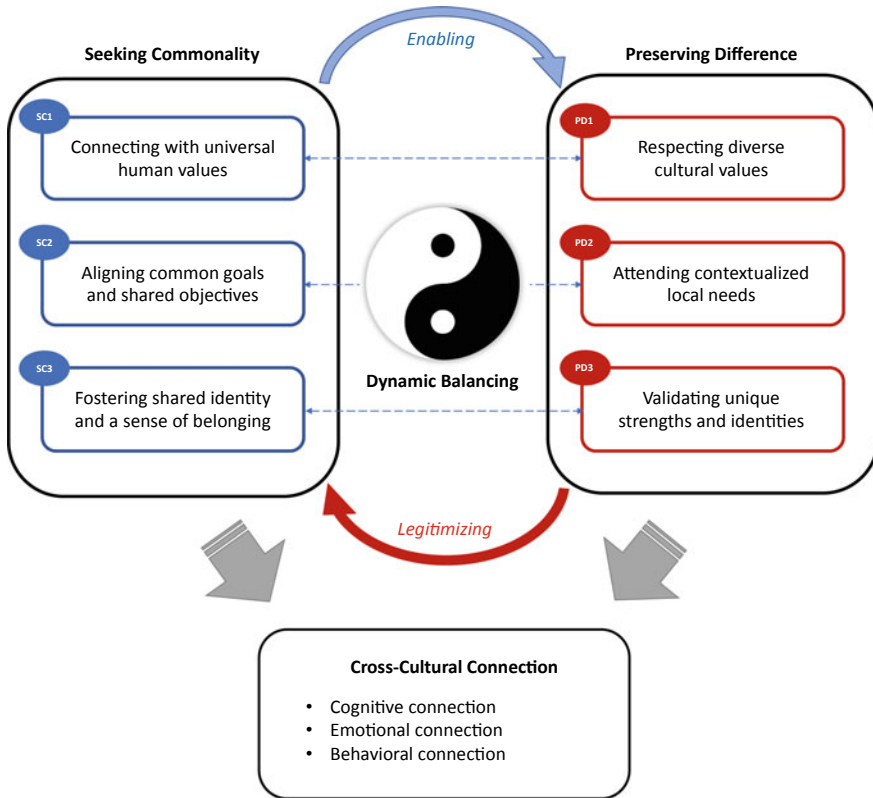 Enabling
Seeking Commonality
Preserving Difference
SC1
Connecting with universal
human values
PD1
Respecting diverse
cultural values
SC2
Aligning common goals
and shared objectives
PD2
Attending contextualized
local needs
Dynamic Balancing
SC3
Fostering shared identity
and a sense of belonging
PD3
Validating unique
strengths and identities
Legitimizing
Cross-Cultural Connection
• Cognitive connection
• Emotional connection
• Behavioral connection